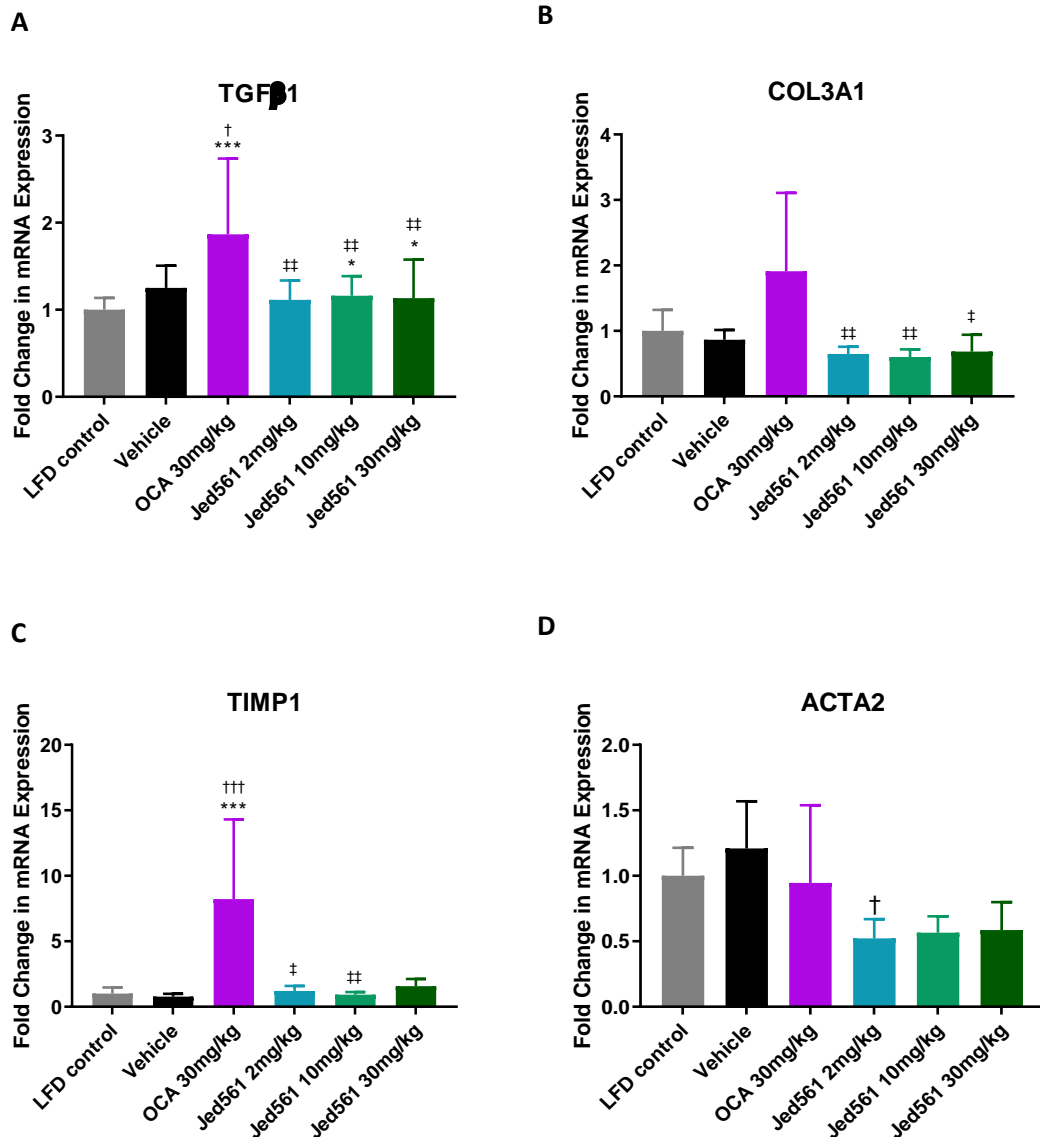 A
TGFβ1
Fold Change in mRNA Expression
3
2
1
0
†
***
‡‡
‡‡
*
‡‡
*
LFD control
Vehicle
OCA 30mg/kg
Jed561 2mg/kg
Jed561 10mg/kg
Jed561 30mg/kg
B
COL3A1
Fold Change in mRNA Expression
4
3
2
1
0
‡‡
‡‡
‡
LFD control
Vehicle
OCA 30mg/kg
Jed561 2mg/kg
Jed561 10mg/kg
Jed561 30mg/kg
C
TIMP1
Fold Change in mRNA Expression
20
15
10
5
0
†††
***
‡
‡‡
LFD control
Vehicle
OCA 30mg/kg
Jed561 2mg/kg
Jed561 10mg/kg
Jed561 30mg/kg
D
ACTA2
Fold Change in mRNA Expression
2.0
1.5
1.0
0.5
0.0
†
LFD control
Vehicle
OCA 30mg/kg
Jed561 2mg/kg
Jed561 10mg/kg
Jed561 30mg/kg